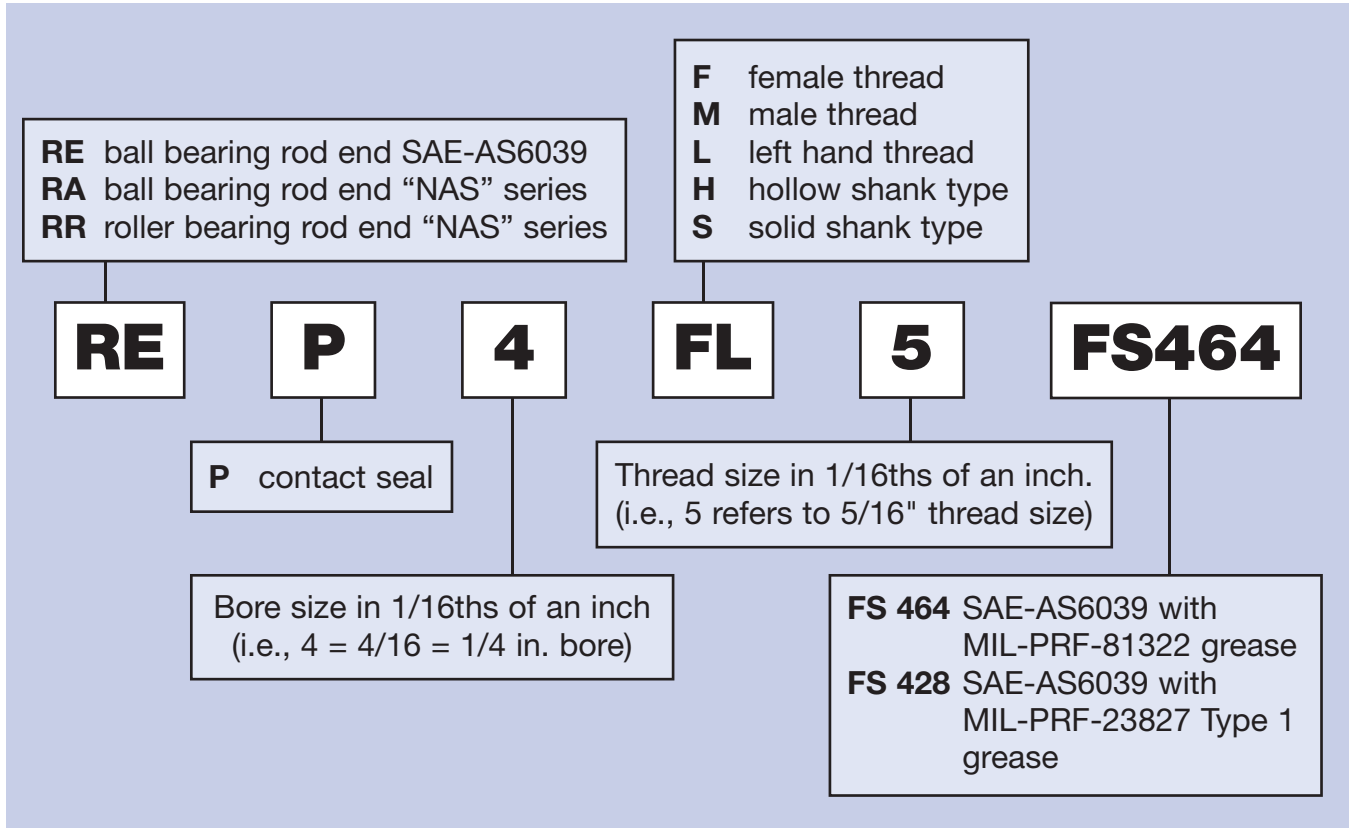 RE ball bearing rod end SAE-AS6039
RA ball bearing rod end “NAS” series
RR roller bearing rod end “NAS” series
F female thread
M male thread
L left hand thread
H hollow shank type
S solid shank type
RE P 4 FL 5 FS464
P contact seal
Thread size in 1/16ths of an inch.
(i.e., 5 refers to 5/16" thread size)
Bore size in 1/16ths of an inch
(i.e., 4 = 4/16 = 1/4 in. bore)
FS 464 SAE-AS6039 with
MIL-PRF-81322 grease
FS 428 SAE-AS6039 with
MIL-PRF-23827 Type 1
grease